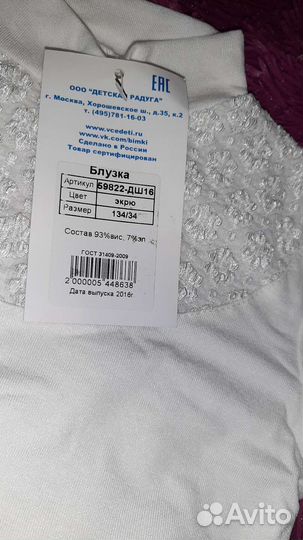 ЕАС
ООО "ДЕТСКАЯ РАДУГА"
г. Москва, Хорошевское ш., д.35, к.2
т. (495)781-16-03
www.vcedeti.ru
www.vk.com/bimki
Сделано в России
Товар сертифицирован
Блузка
Артикул 59822-ДШ16
Цвет экрю
Размер 134/34
Состав 93%вис, 7%эл
ГОСТ 31409-2009
2 000005 448638
Дата выпуска 2016г
Avito